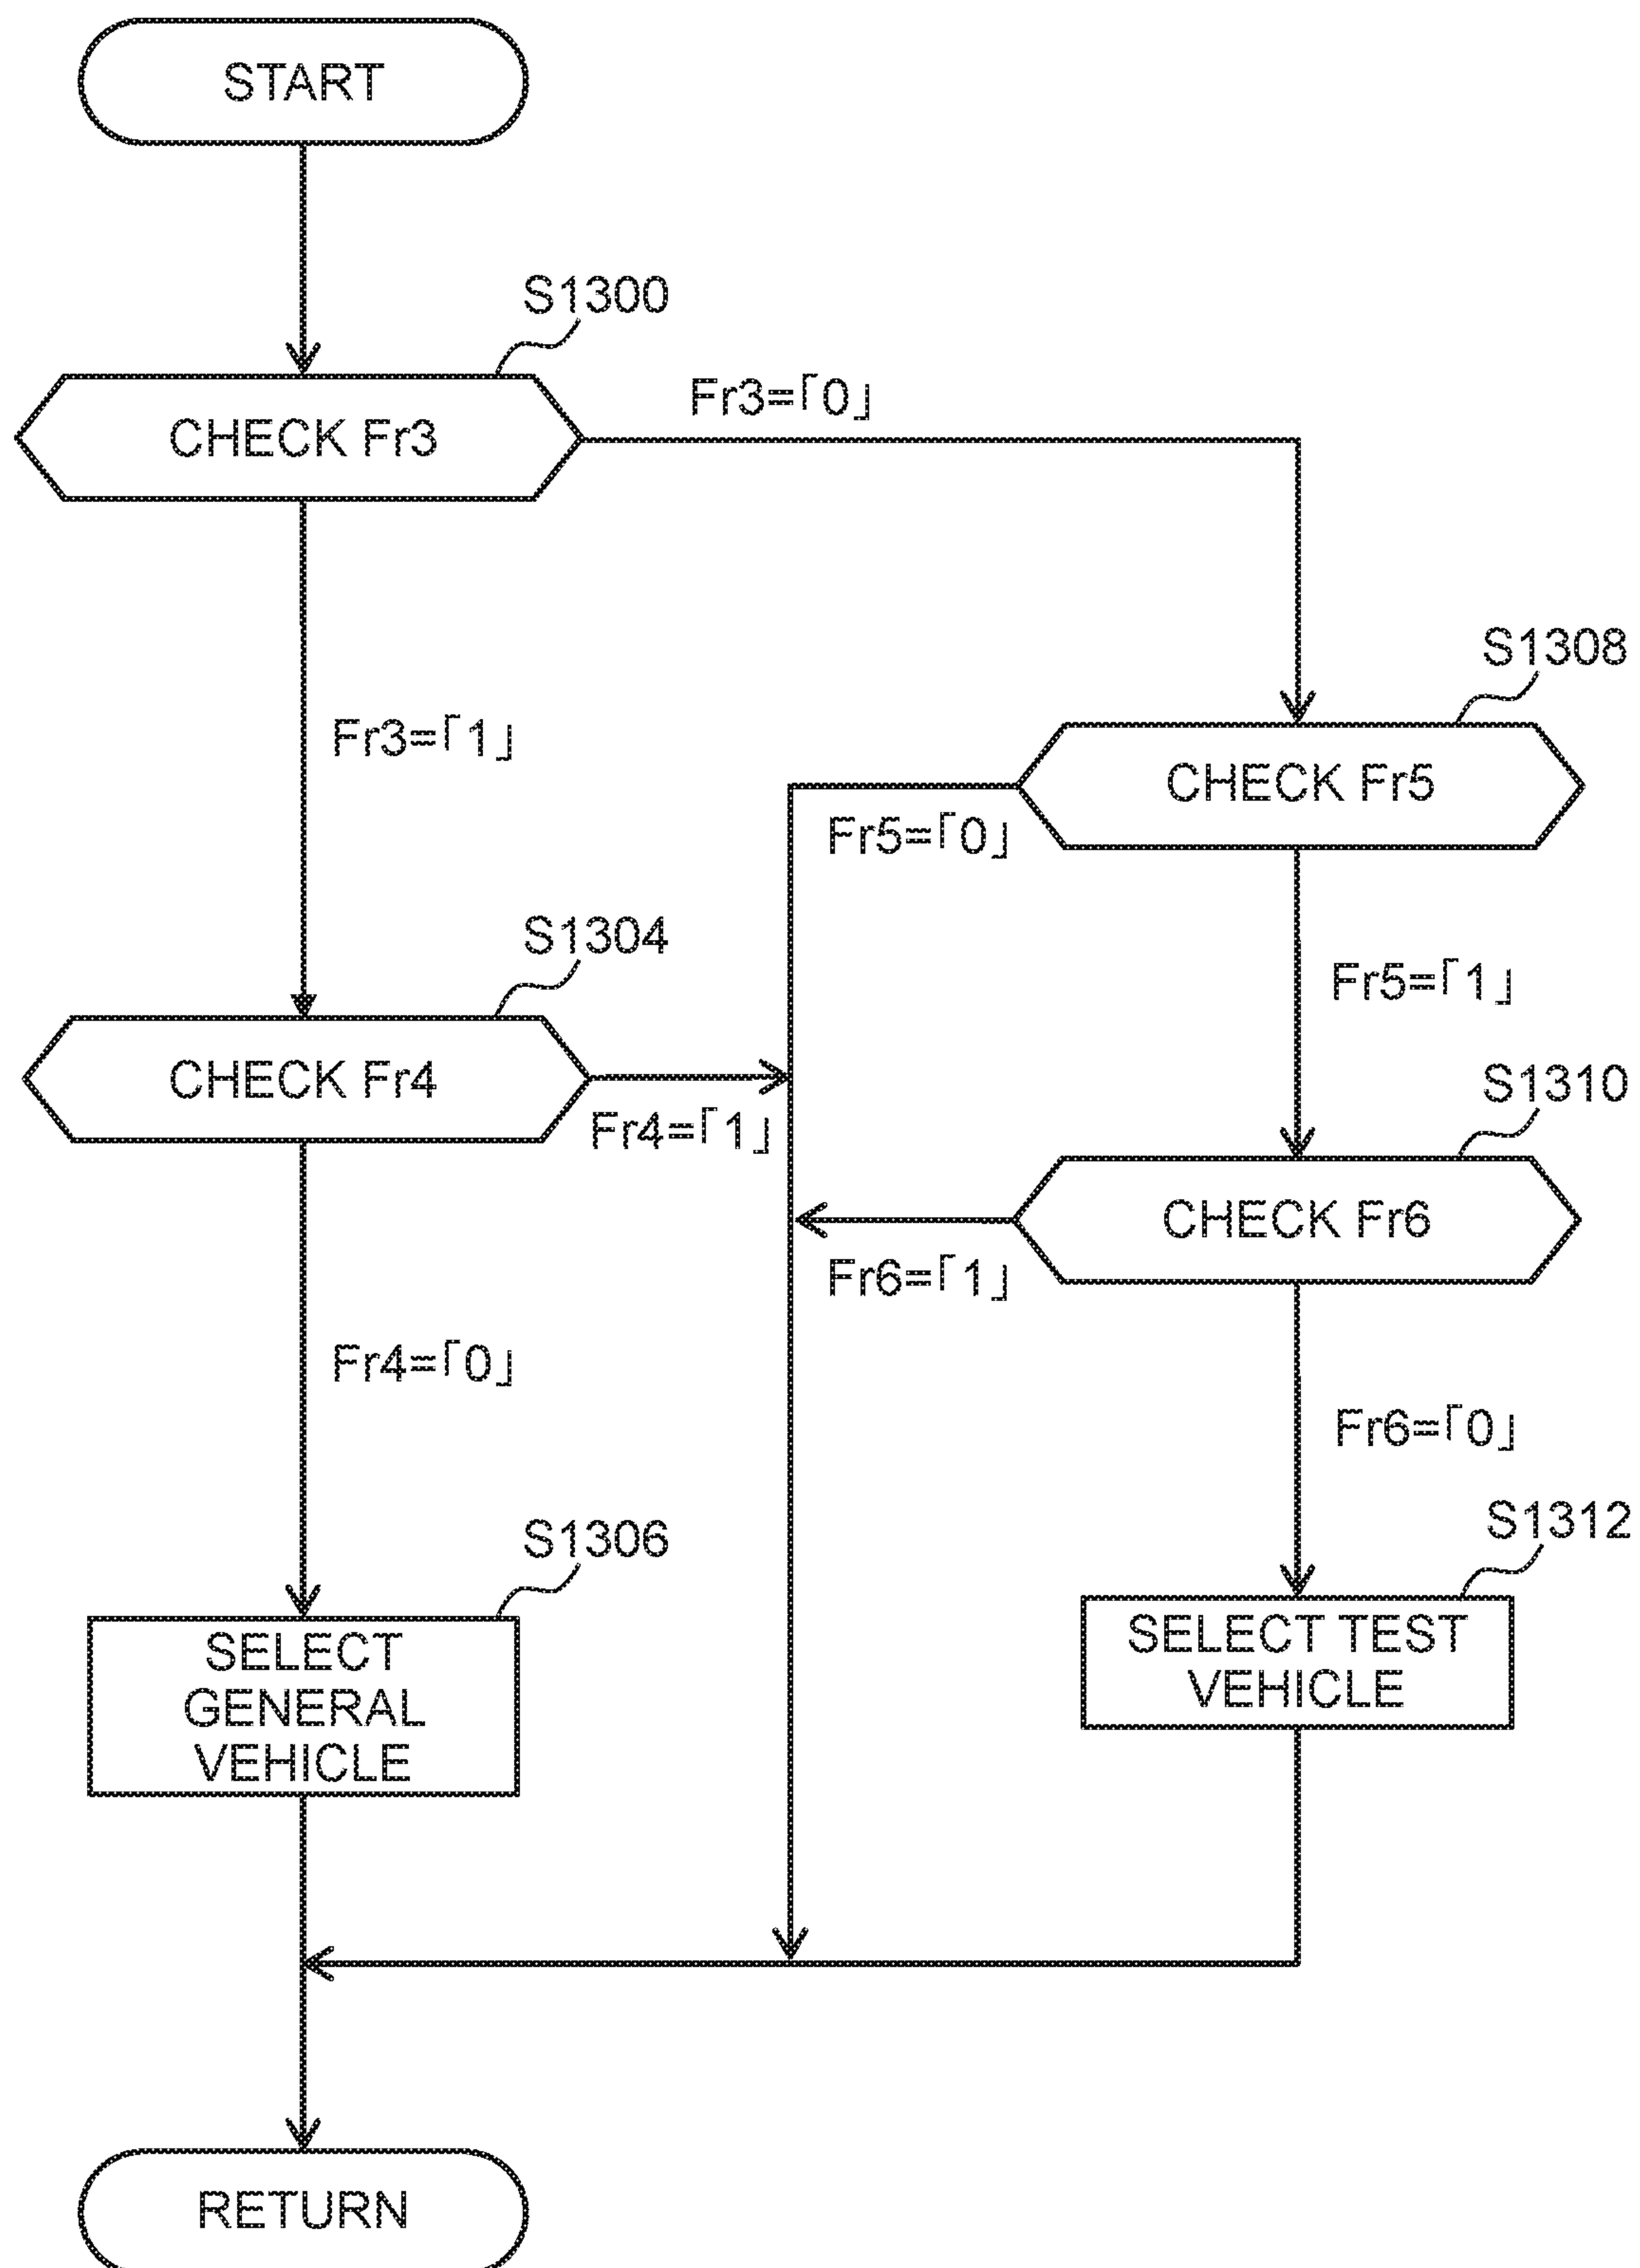 START
S1300
CHECK Fr3
Fr3=「0」
Fr3=「1」
S1308
CHECK Fr5
Fr5=「0」
Fr5=「1」
S1304
CHECK Fr4
Fr4=「1」
S1310
CHECK Fr6
Fr6=「1」
Fr4=「0」
Fr6=「0」
S1306
SELECT
GENERAL
VEHICLE
S1312
SELECT TEST
VEHICLE
RETURN